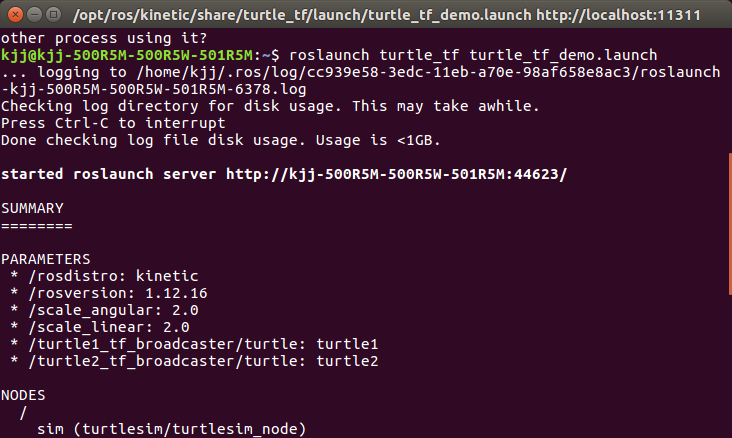 /opt/ros/kinetic/share/turtle_tf/launch/turtle_tf_demo.launch http://localhost:11311
other process using it?
kjj@kjj-500R5M-500R5W-501R5M:~$ roslaunch turtle_tf turtle_tf_demo.launch
... logging to /home/kjj/.ros/log/cc939e58-3edc-11eb-a70e-98af658e8ac3/roslaunch
-kjj-500R5M-500R5W-501R5M-6378.log
Checking log directory for disk usage. This may take awhile.
Press Ctrl-C to interrupt
Done checking log file disk usage. Usage is <1GB.
started roslaunch server http://kjj-500R5M-500R5W-501R5M:44623/
SUMMARY
========
PARAMETERS
* /rosdistro: kinetic
* /rosversion: 1.12.16
* /scale_angular: 2.0
* /scale_linear: 2.0
* /turtle1_tf_broadcaster/turtle: turtle1
* /turtle2_tf_broadcaster/turtle: turtle2
NODES
/
sim (turtlesim/turtlesim_node)